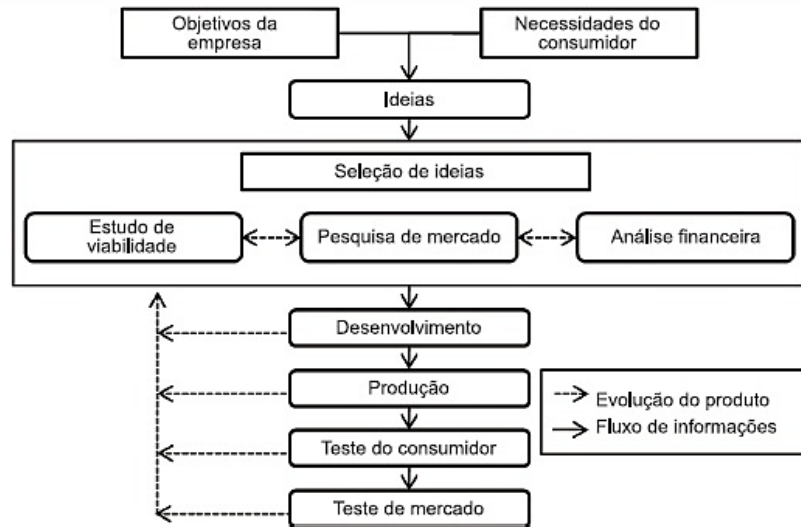 Objetivos da
empresa
Necessidades do
consumidor
Ideias
Seleção de ideias
Estudo de
viabilidade
Pesquisa de mercado
Análise financeira
Desenvolvimento
Produção
Teste do consumidor
Teste de mercado
Evolução do produto
Fluxo de informações